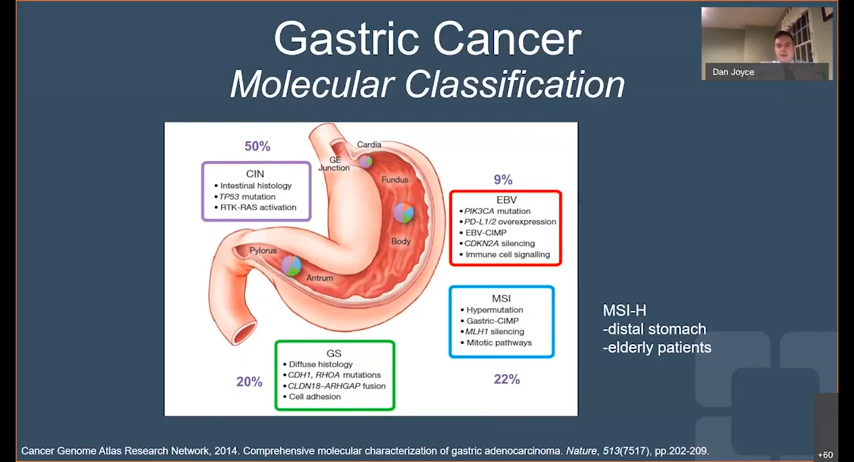 Gastric Cancer
Molecular Classification
Dan Joyce
50%
CIN
• Intestinal histology
• TP53 mutation
• RTK-RAS activation
Cardia
GE
Junction
Fundus
Body
Pylorus
Antrum
9%
EBV
• PIK3CA mutation
• PD-L1/2 overexpression
• EBV-CIMP
• CDKN2A silencing
• Immune cell signalling
MSI
• Hypermutation
• Gastric-CIMP
• MLH1 silencing
• Mitotic pathways
22%
GS
• Diffuse histology
• CDH1, RHOA mutations
• CLDN18–ARHGAP fusion
• Cell adhesion
20%
MSI-H
-distal stomach
-elderly patients
Cancer Genome Atlas Research Network, 2014. Comprehensive molecular characterization of gastric adenocarcinoma. Nature, 513(7517), pp.202-209.
+60